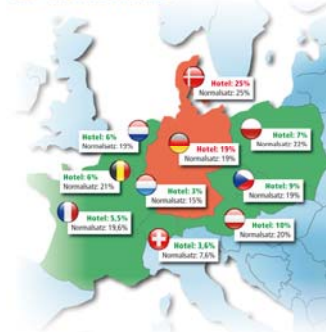 Hotel: 25%
Normalsatz: 25%
Hotel: 6%
Normalsatz: 19%
Hotel: 19%
Normalsatz: 19%
Hotel: 7%
Normalsatz: 22%
Hotel: 6%
Normalsatz: 21%
Hotel: 3%
Normalsatz: 15%
Hotel: 9%
Normalsatz: 19%
Hotel: 5,5%
Normalsatz: 19,6%
Hotel: 10%
Normalsatz: 20%
Hotel: 3,6%
Normalsatz: 7,6%